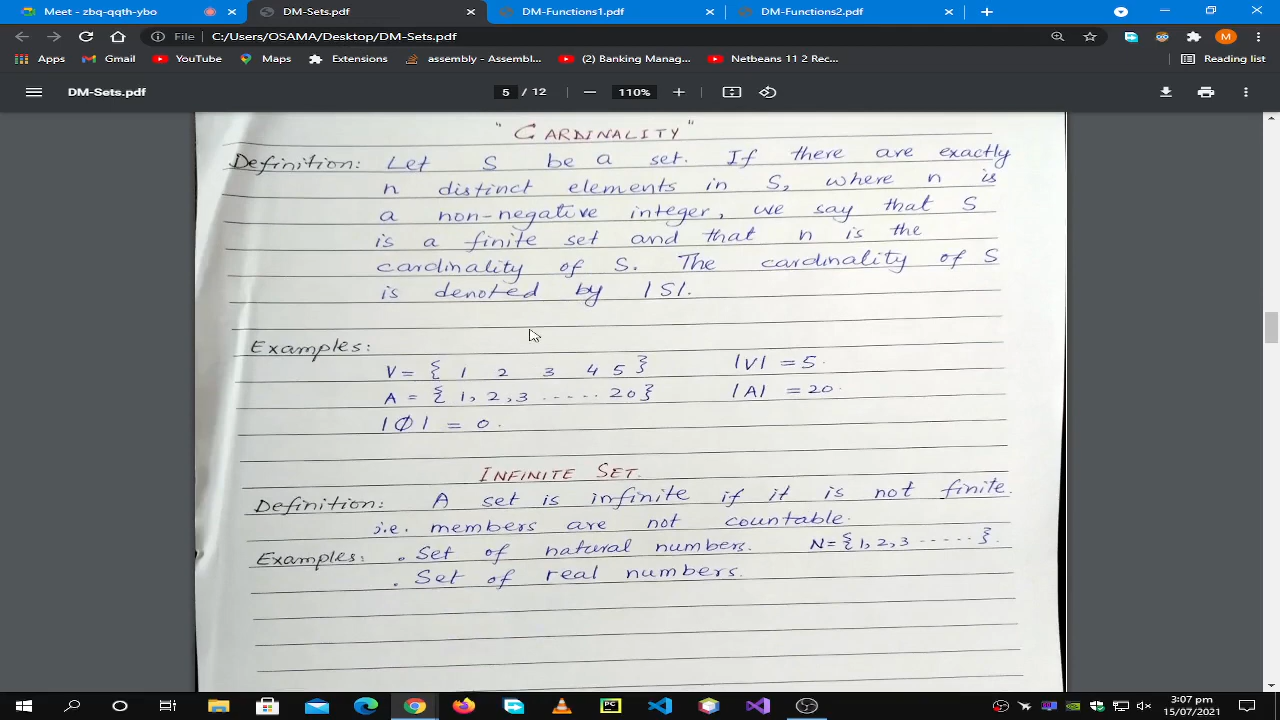 Meet - zbq-qqth-ybo
DM-Sets.pdf
DM-Functions1.pdf
DM-Functions2.pdf
File
C:/Users/OSAMA/Desktop/DM-Sets.pdf
M
Apps
Gmail
YouTube
Maps
Extensions
assembly - Assembl...
(2) Banking Manag...
Netbeans 11 2 Rec...
Reading list
DM-Sets.pdf
5 / 12
110%
"CARDINALITY"
Definition: Let S be a set. If there are exactly
n distinct elements in S, where n is
a non-negative integer, we say that S
is a finite set and that n is the
cardinality of S. The cardinality of S
is denoted by |S|.
Examples:
V = { 1 2 3 4 5 } |V| = 5.
A = { 1, 2, 3 ..... 20 } |A| = 20.
|Φ| = 0.
INFINITE SET.
Definition: A set is infinite if it is not finite.
i.e. members are not countable.
Examples: . Set of natural numbers. N = { 1, 2, 3 ..... }.
. Set of real numbers.
3:07 pm
15/07/2021